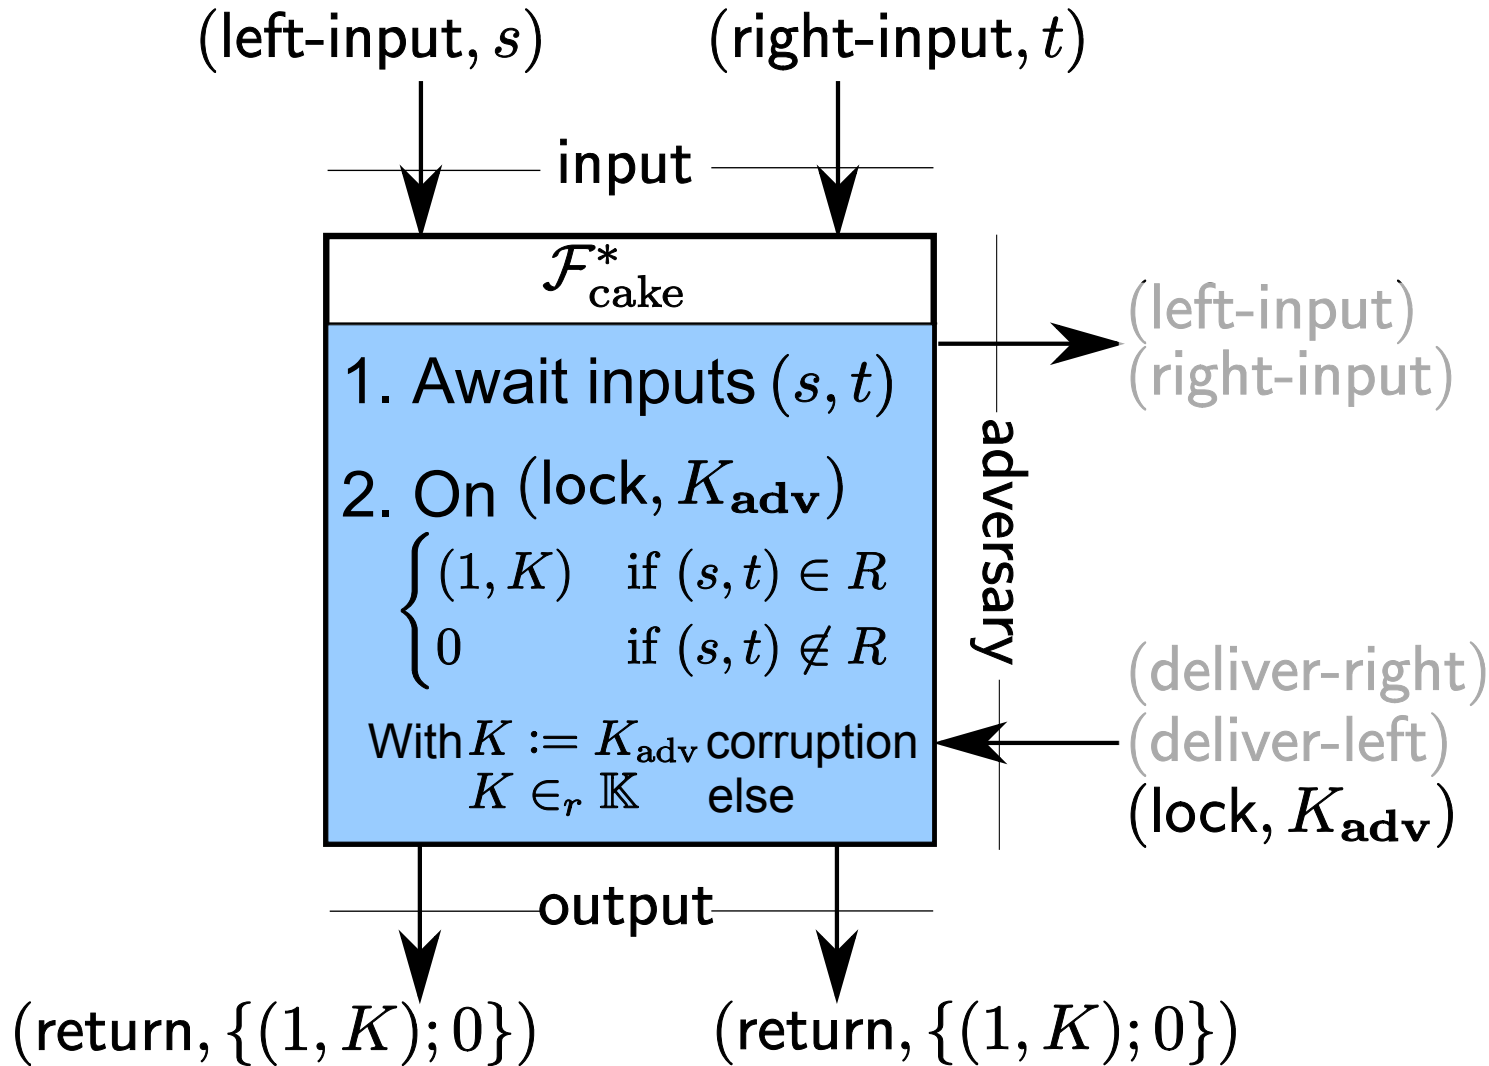 (left-input, s) (right-input, t)
input
ℱ*cake
1. Await inputs (s, t)
2. On (lock, K_adv)
{ (1, K) if (s, t) ∈ R
0 if (s, t) ∉ R
With K := K_adv corruption
K ∈_r 𝕂 else
adversary
(left-input)
(right-input)
(deliver-right)
(deliver-left)
(lock, K_adv)
output
(return, {(1, K); 0}) (return, {(1, K); 0})